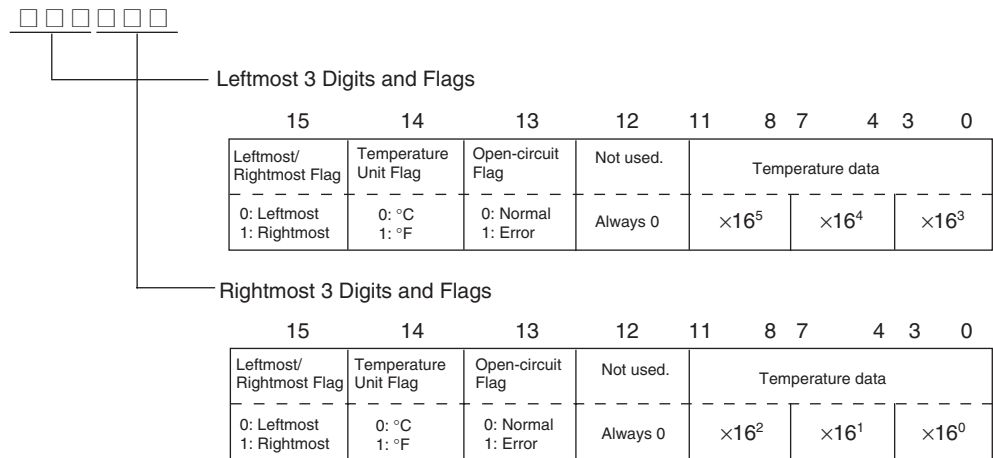 □ □ □ □ □ □
Leftmost 3 Digits and Flags
15 14 13 12 11 8 7 4 3 0
Leftmost/ Rightmost Flag Temperature Unit Flag Open-circuit Flag Not used. Temperature data
0: Leftmost 1: Rightmost 0: °C 1: °F 0: Normal 1: Error Always 0 ×16⁵ ×16⁴ ×16³
Rightmost 3 Digits and Flags
15 14 13 12 11 8 7 4 3 0
Leftmost/ Rightmost Flag Temperature Unit Flag Open-circuit Flag Not used. Temperature data
0: Leftmost 1: Rightmost 0: °C 1: °F 0: Normal 1: Error Always 0 ×16² ×16¹ ×16⁰